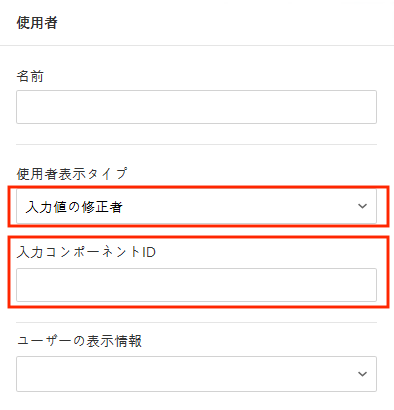 使用者
名前
使用者表示タイプ
入力値の修正者
入力コンポーネントID
ユーザーの表示情報